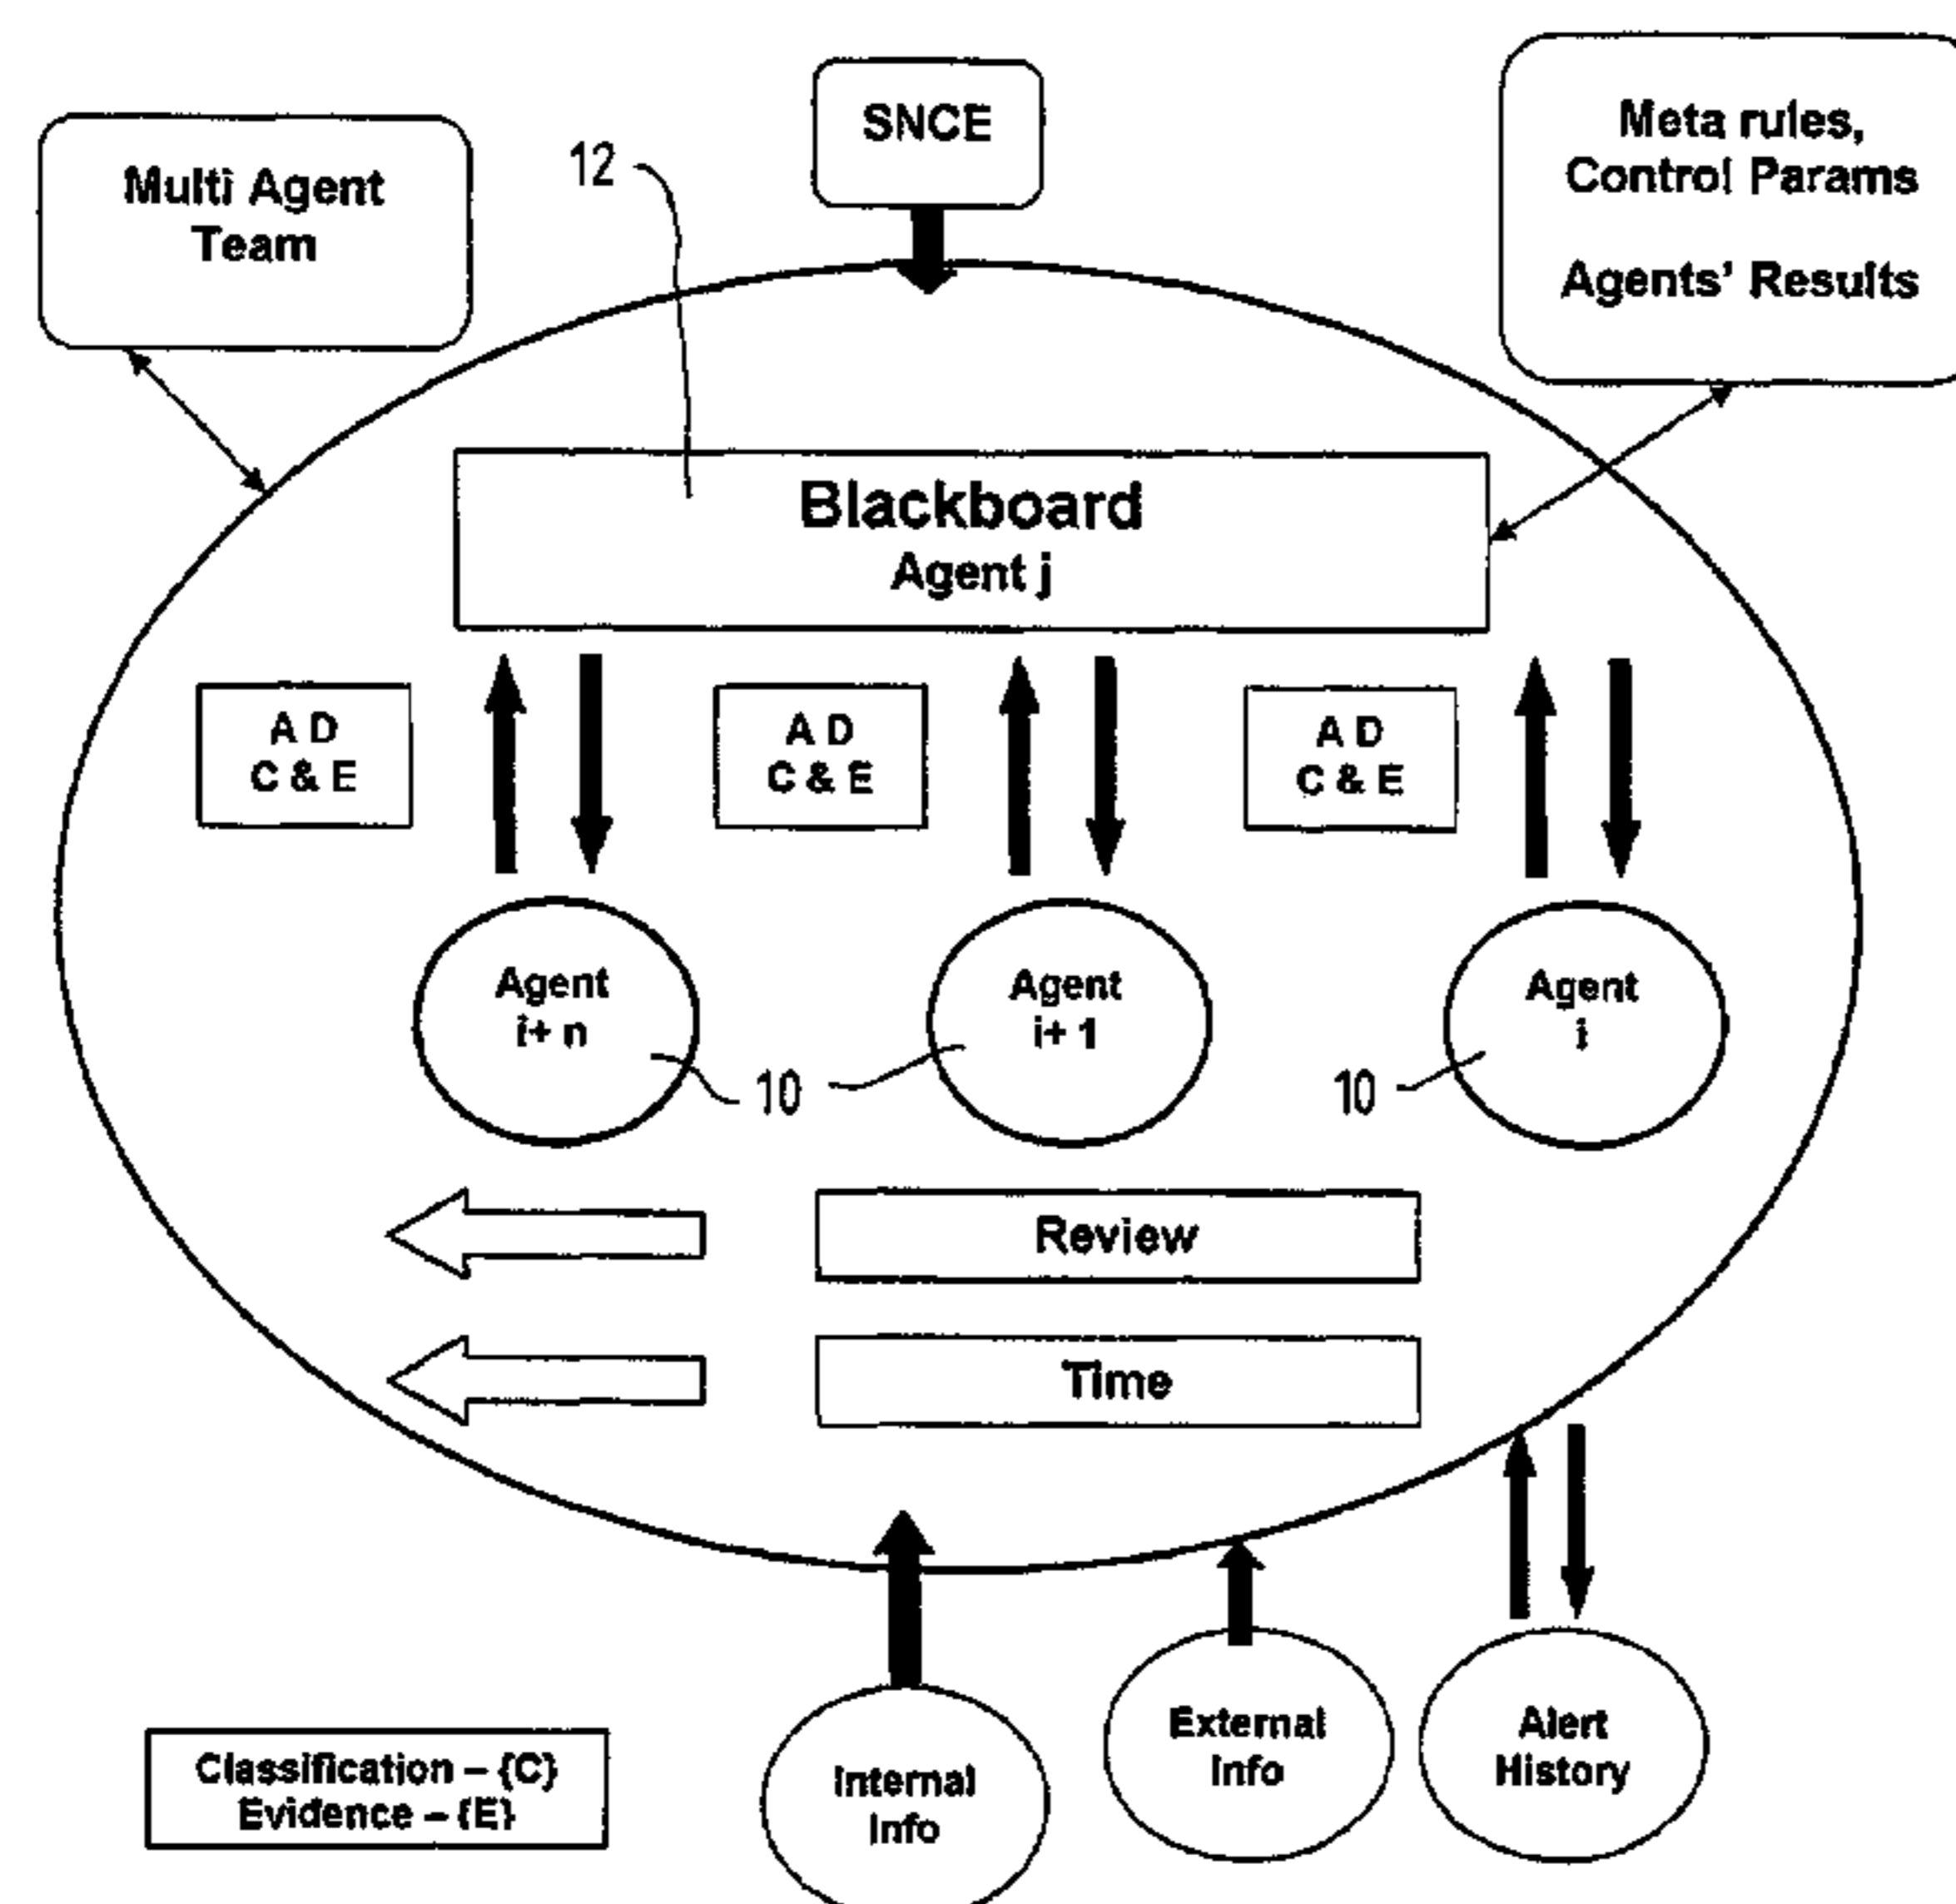 SNCE
Meta rules,
Control Params
Agents' Results
Multi Agent
Team
12
Blackboard
Agent j
A D
C & E
A D
C & E
A D
C & E
Agent
i+ n
Agent
i+ 1
Agent
i
10
10
Review
Time
Internal
Info
External
Info
Alert
History
Classification – {C}
Evidence – {E}